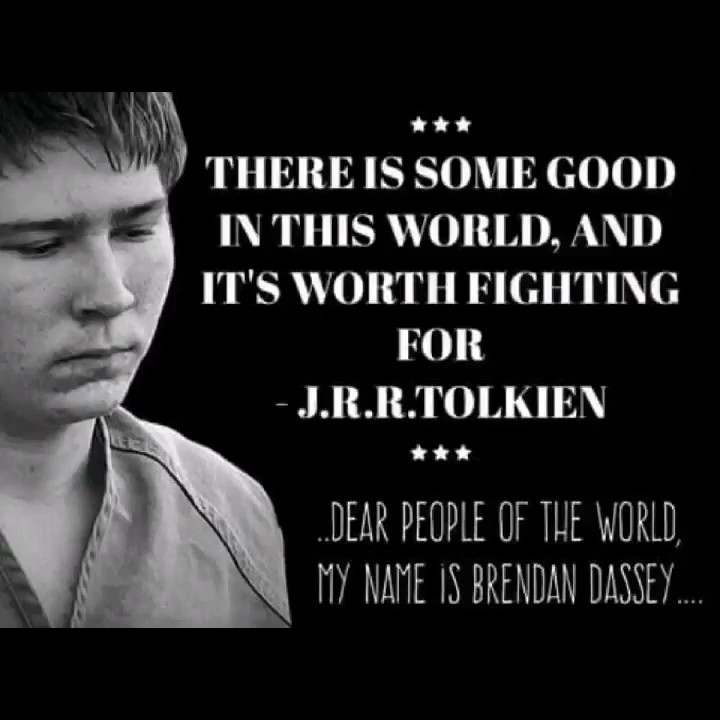 THERE IS SOME GOOD
IN THIS WORLD, AND
IT'S WORTH FIGHTING
FOR
- J.R.R.TOLKIEN
..DEAR PEOPLE OF THE WORLD,
MY NAME iS BRENDAN DASSEY....